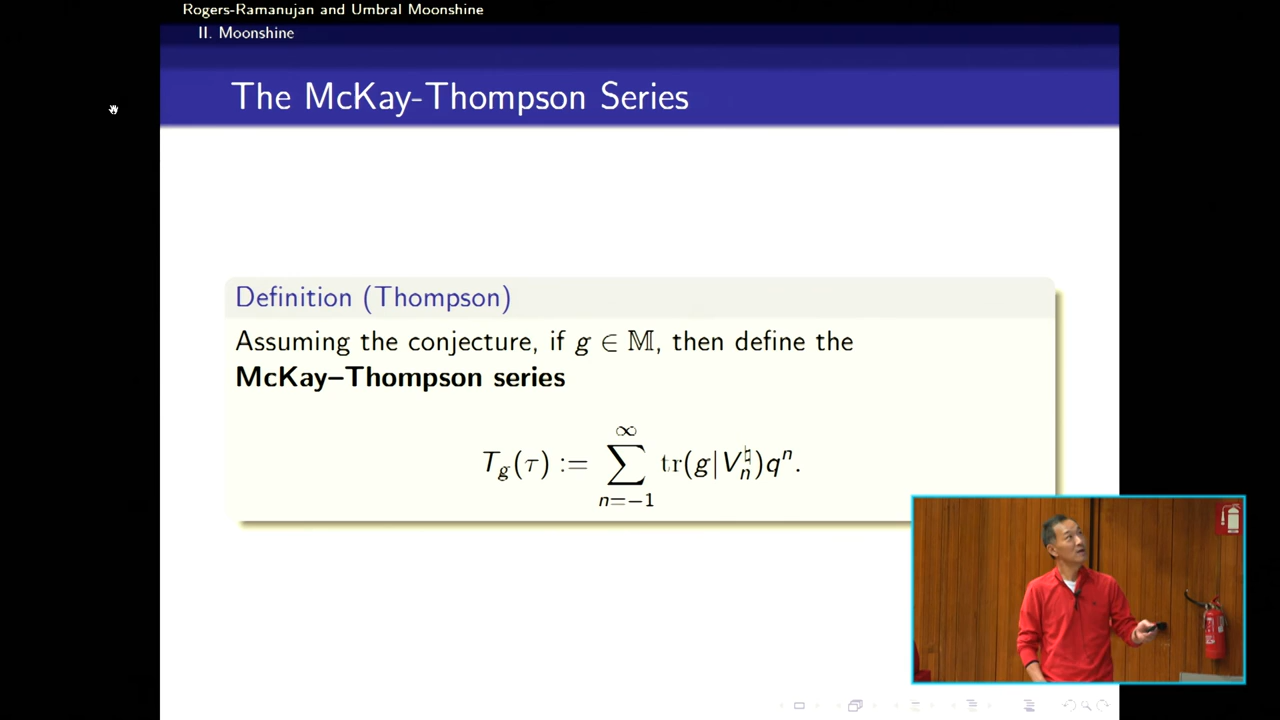 Rogers-Ramanujan and Umbral Moonshine
II. Moonshine
The McKay-Thompson Series
Definition (Thompson)
Assuming the conjecture, if g ∈ 𝕄, then define the
McKay–Thompson series
T_g(τ) := ∑_{n=−1}^{∞} tr(g|V_n^♮)q^n.